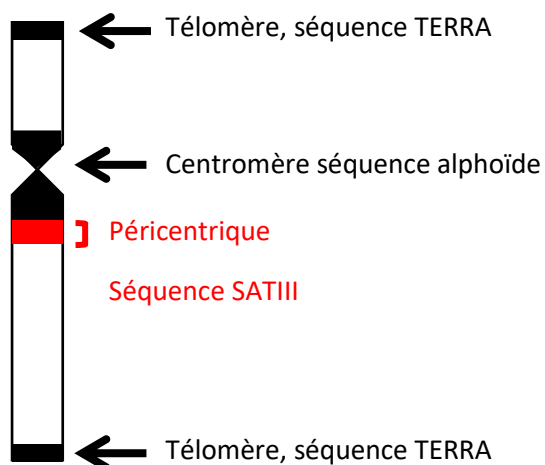 Télomère, séquence TERRA
Centromère séquence alphoïde
Péricentrique
Séquence SATIII
Télomère, séquence TERRA